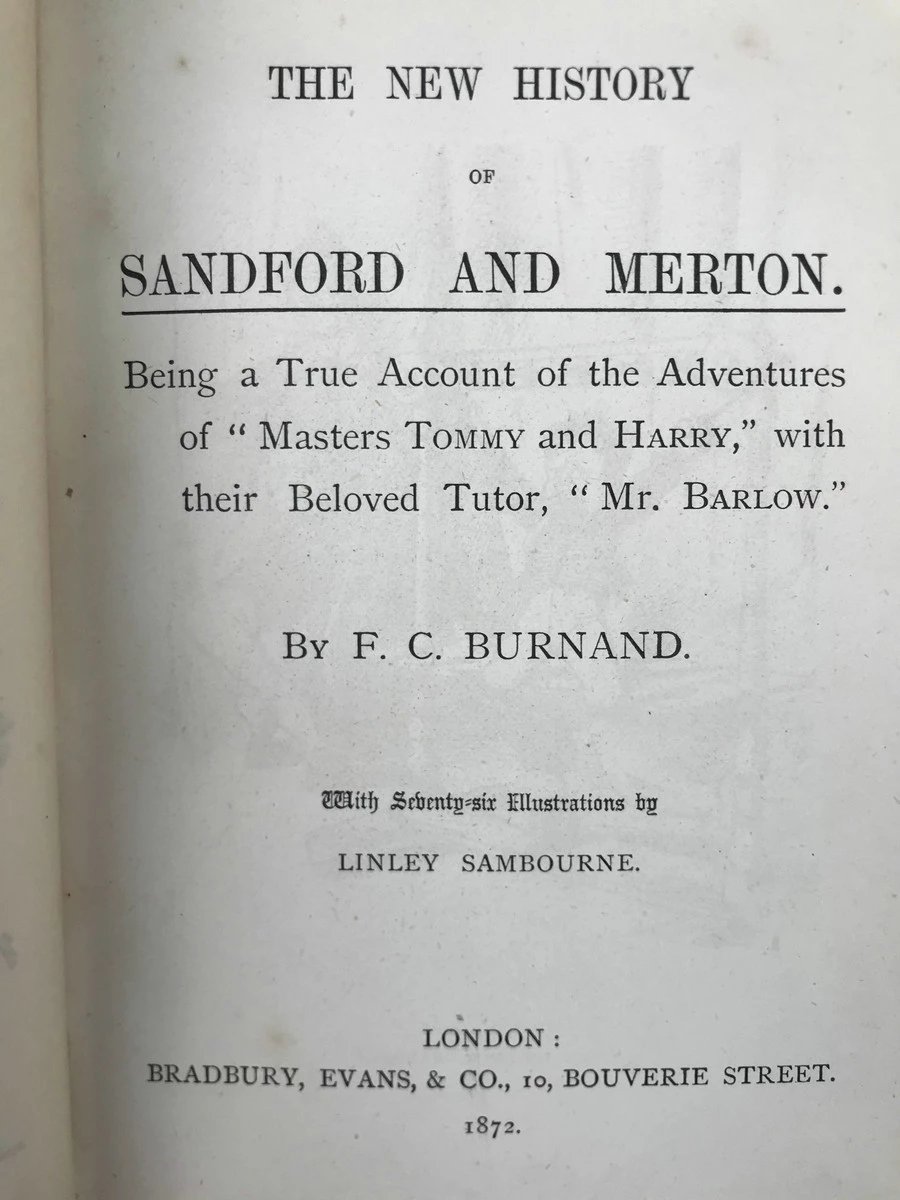 THE NEW HISTORY
OF
SANDFORD AND MERTON.
Being a True Account of the Adventures
of “Masters TOMMY and HARRY,” with
their Beloved Tutor, “Mr. BARLOW.”
By F. C. BURNAND.
With Seventy-six Illustrations by
LINLEY SAMBOURNE.
LONDON:
BRADBURY, EVANS, & CO., 10, BOUVERIE STREET.
1872.